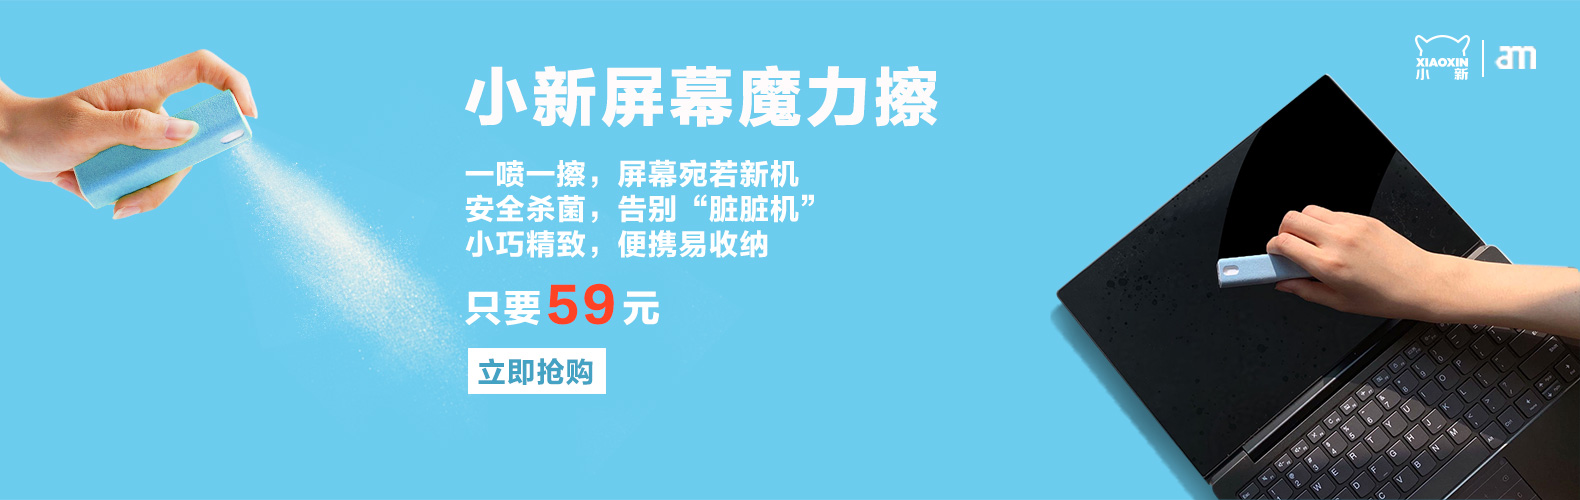 XIAOXIN
小 新
am
小新屏幕魔力擦
一喷一擦，屏幕宛若新机
安全杀菌，告别“脏脏机”
小巧精致，便携易收纳
只要59元
立即抢购